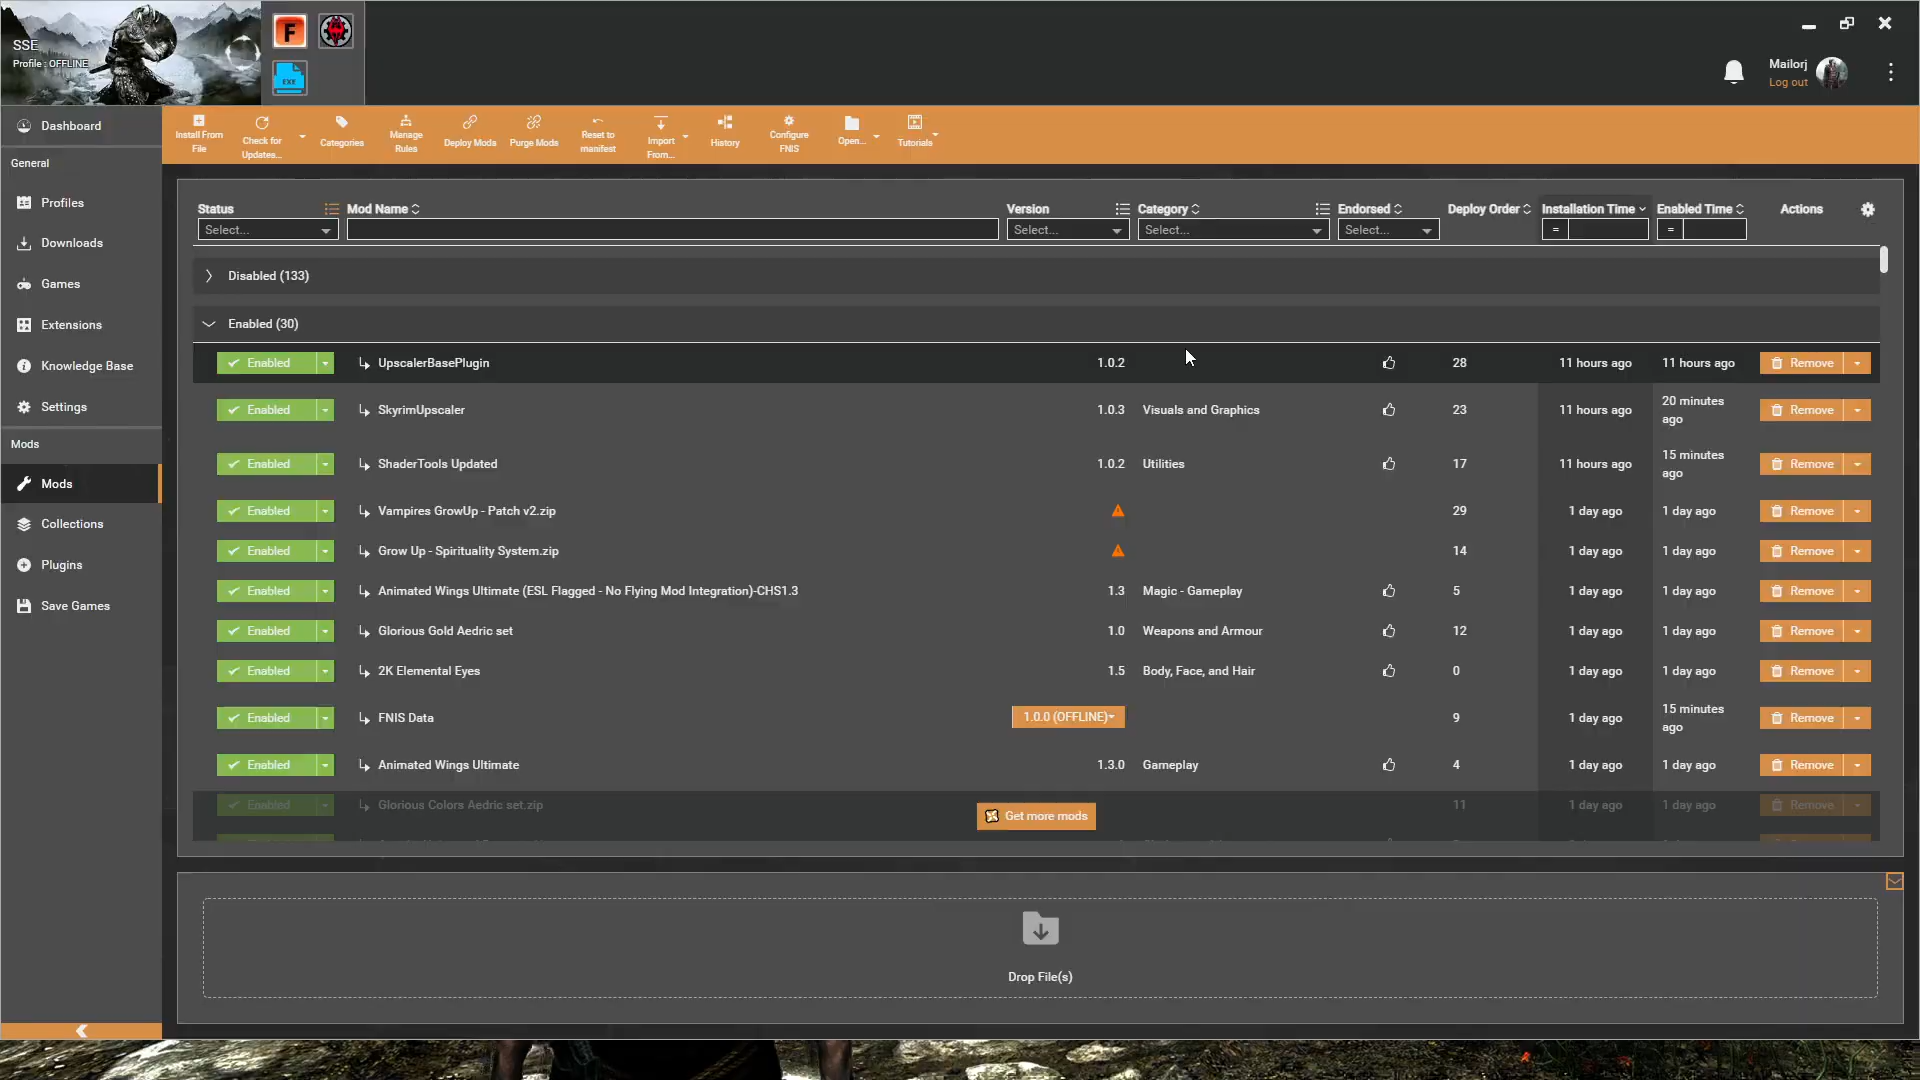 SSE
Profile : OFFLINE
F
EXE
Mailorj
Log out
Dashboard
General
Profiles
Downloads
Games
Extensions
Knowledge Base
Settings
Mods
Mods
Collections
Plugins
Save Games
Install From File
Check for Updates...
Categories
Manage Rules
Deploy Mods
Purge Mods
Reset to manifest
Import From...
History
Configure FNIS
Open...
Tutorials
Status Mod Name Version Category Endorsed Deploy Order Installation Time Enabled Time Actions
Select... Select... Select... Select... = =
Disabled (133)
Enabled (30)
Enabled UpscalerBasePlugin 1.0.2 28 11 hours ago 11 hours ago Remove
Enabled SkyrimUpscaler 1.0.3 Visuals and Graphics 23 11 hours ago 20 minutes ago Remove
Enabled ShaderTools Updated 1.0.2 Utilities 17 11 hours ago 15 minutes ago Remove
Enabled Vampires GrowUp - Patch v2.zip 29 1 day ago 1 day ago Remove
Enabled Grow Up - Spirituality System.zip 14 1 day ago 1 day ago Remove
Enabled Animated Wings Ultimate (ESL Flagged - No Flying Mod Integration)-CHS1.3 1.3 Magic - Gameplay 5 1 day ago 1 day ago Remove
Enabled Glorious Gold Aedric set 1.0 Weapons and Armour 12 1 day ago 1 day ago Remove
Enabled 2K Elemental Eyes 1.5 Body, Face, and Hair 0 1 day ago 1 day ago Remove
Enabled FNIS Data 1.0.0 (OFFLINE) 9 1 day ago 15 minutes ago Remove
Enabled Animated Wings Ultimate 1.3.0 Gameplay 4 1 day ago 1 day ago Remove
Enabled Glorious Colors Aedric set.zip 11 1 day ago 1 day ago Remove
Get more mods
Drop File(s)